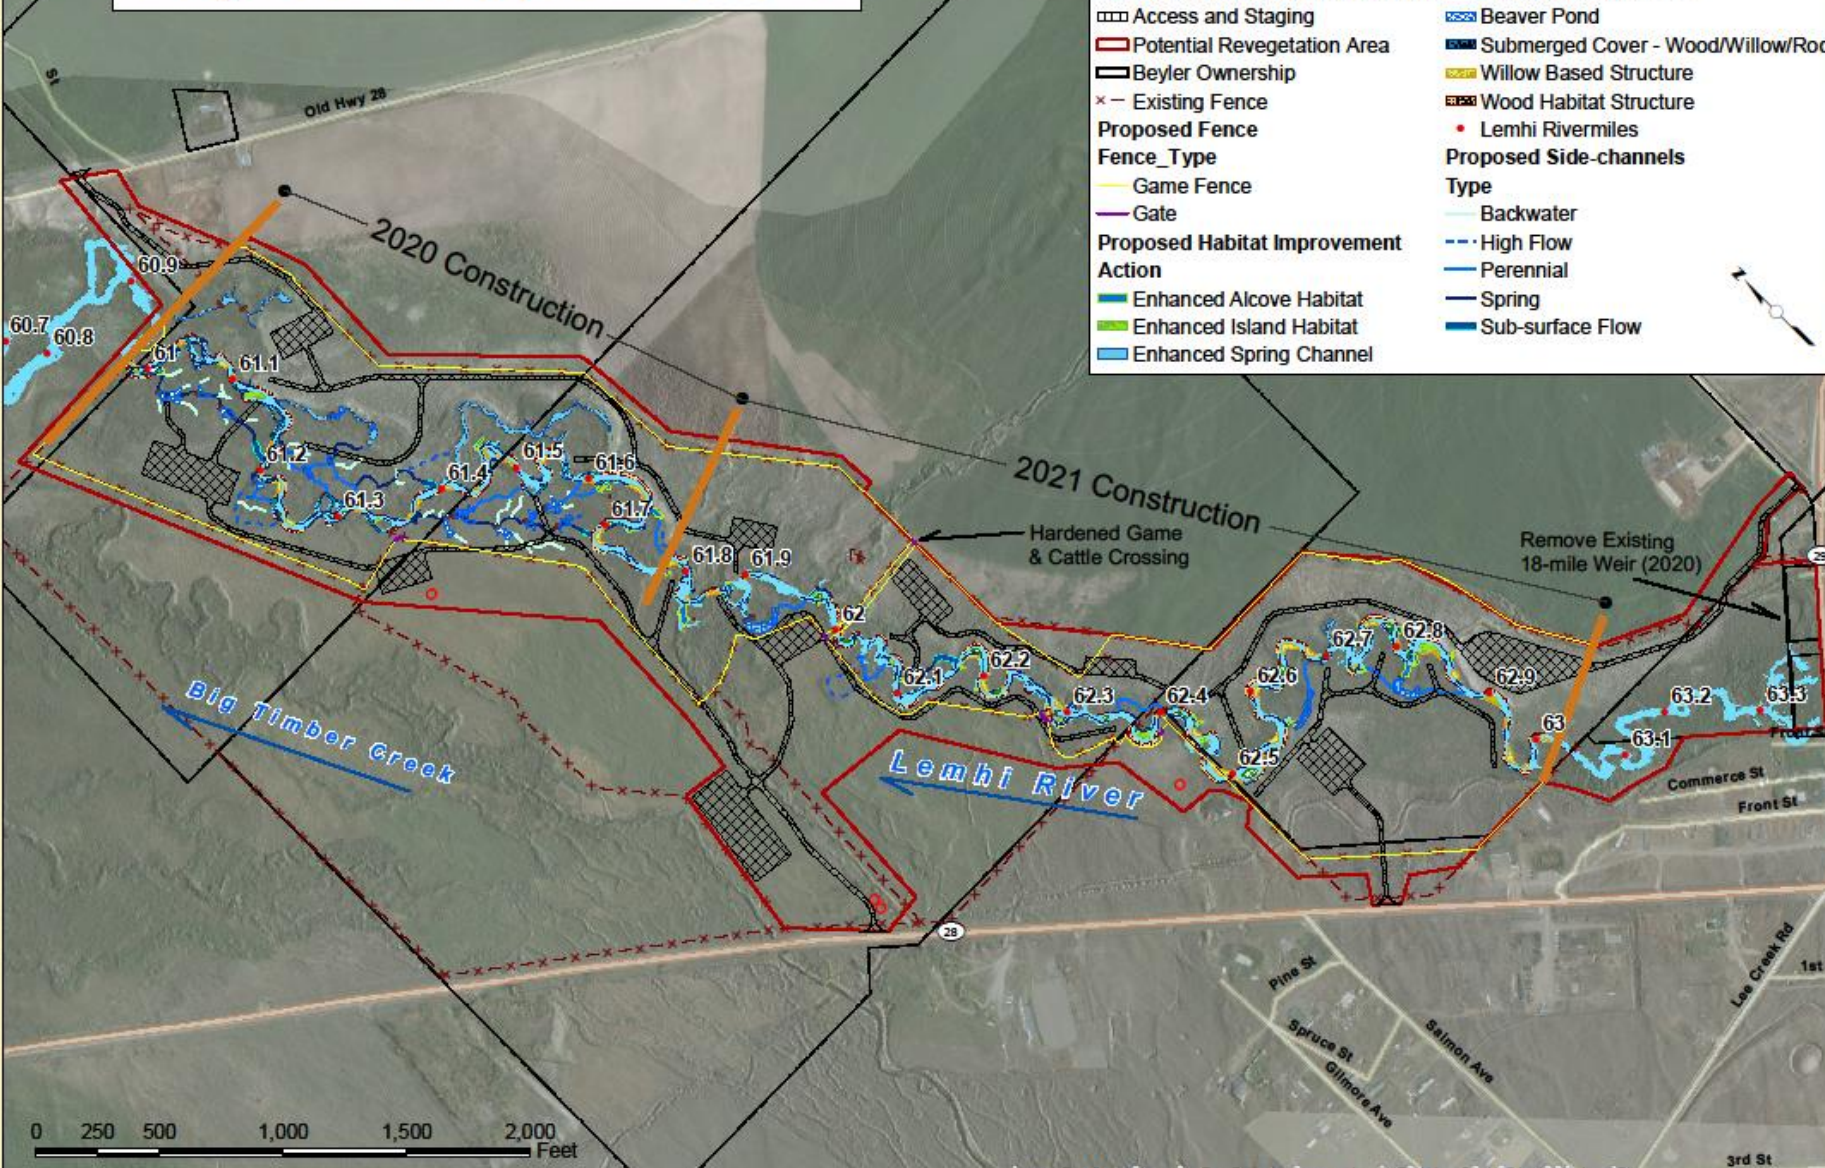 Access and Staging
Potential Revegetation Area
Beyler Ownership
Existing Fence
Proposed Fence
Fence_Type
Game Fence
Gate
Proposed Habitat Improvement
Action
Enhanced Alcove Habitat
Enhanced Island Habitat
Enhanced Spring Channel
Beaver Pond
Submerged Cover - Wood/Willow/Roc
Willow Based Structure
Wood Habitat Structure
Lemhi Rivermiles
Proposed Side-channels
Type
Backwater
High Flow
Perennial
Spring
Sub-surface Flow
N
St
Old Hwy 28
2020 Construction
2021 Construction
Hardened Game
& Cattle Crossing
Remove Existing
18-mile Weir (2020)
29
60.7
60.8
60.9
61
61.1
61.2
61.3
61.4
61.5
61.6
61.7
61.8
61.9
62
62.1
62.2
62.3
62.4
62.5
62.6
62.7
62.8
62.9
63
63.1
63.2
63.3
Big Timber Creek
Lemhi River
Commerce St
Front St
28
Pine St
Spruce St
Gilmore Ave
Salmon Ave
Lee Creek Rd
1st
3rd St
0 250 500 1,000 1,500 2,000
Feet